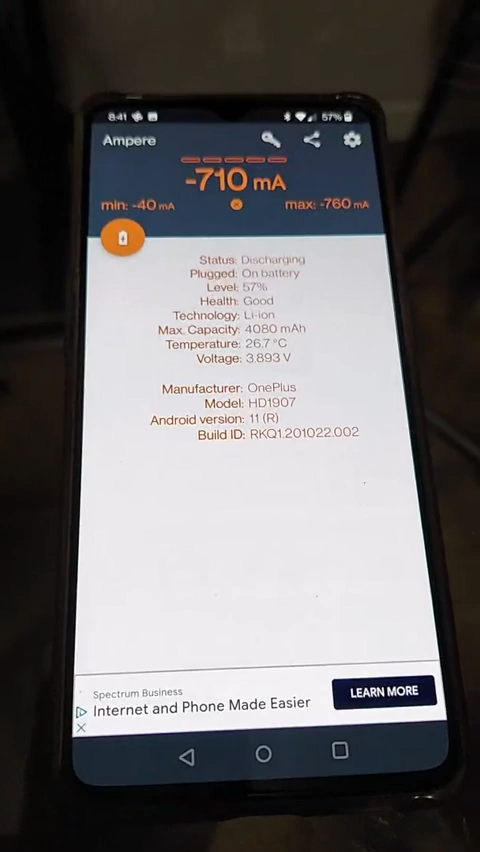 8:41 57%
Ampere
-710 mA
min: -40 mA max: -760 mA
Status: Discharging
Plugged: On battery
Level: 57%
Health: Good
Technology: Li-ion
Max. Capacity: 4080 mAh
Temperature: 26.7 °C
Voltage: 3.893 V
Manufacturer: OnePlus
Model: HD1907
Android version: 11 (R)
Build ID: RKQ1.201022.002
Spectrum Business
Internet and Phone Made Easier
LEARN MORE